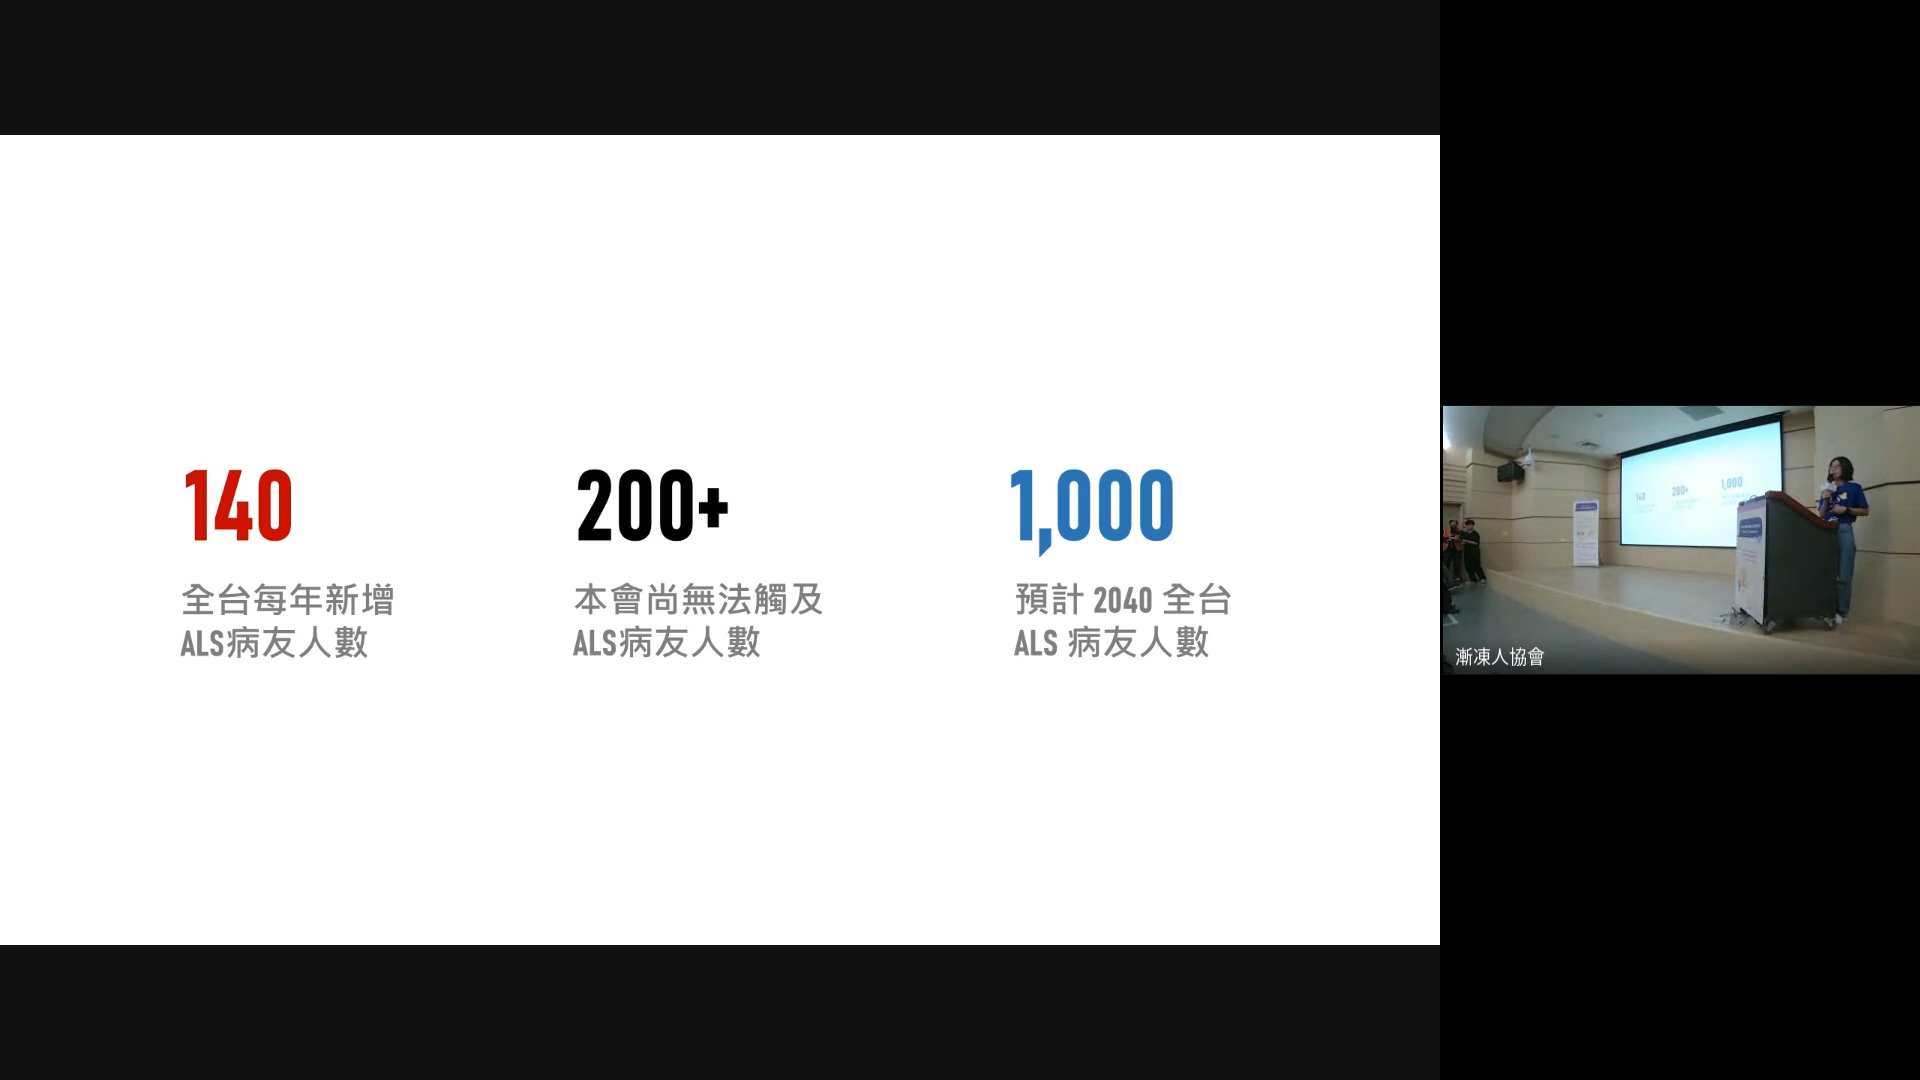 140
全台每年新增
ALS病友人數
200+
本會尚無法觸及
ALS病友人數
1,000
預計 2040 全台
ALS 病友人數
140
200+
1,000
漸凍人協會